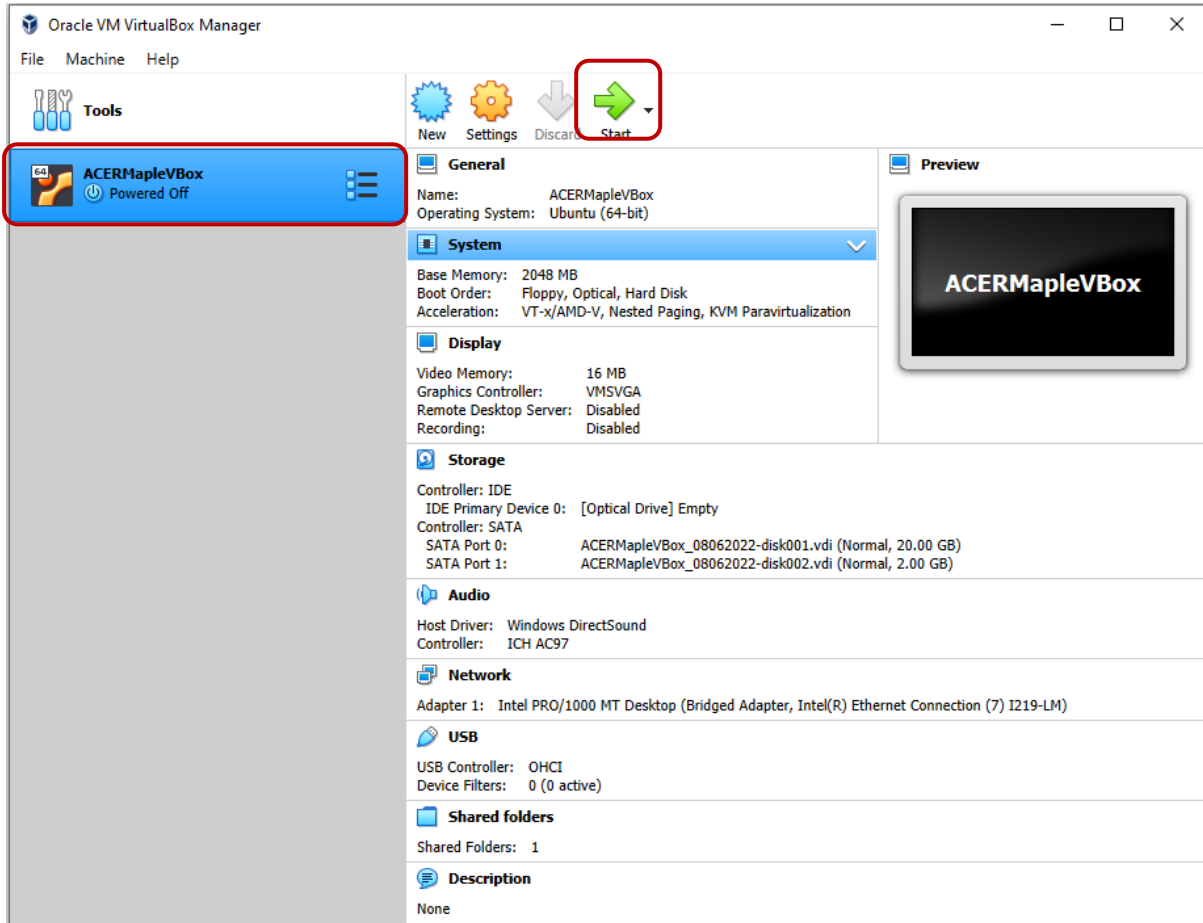 Oracle VM VirtualBox Manager
File Machine Help
Tools
New Settings Discard Start
64
ACERMapleVBox
Powered Off
General
Name: ACERMapleVBox
Operating System: Ubuntu (64-bit)
Preview
ACERMapleVBox
System
Base Memory: 2048 MB
Boot Order: Floppy, Optical, Hard Disk
Acceleration: VT-x/AMD-V, Nested Paging, KVM Paravirtualization
Display
Video Memory: 16 MB
Graphics Controller: VMSVGA
Remote Desktop Server: Disabled
Recording: Disabled
Storage
Controller: IDE
IDE Primary Device 0: [Optical Drive] Empty
Controller: SATA
SATA Port 0: ACERMapleVBox_08062022-disk001.vdi (Normal, 20.00 GB)
SATA Port 1: ACERMapleVBox_08062022-disk002.vdi (Normal, 2.00 GB)
Audio
Host Driver: Windows DirectSound
Controller: ICH AC97
Network
Adapter 1: Intel PRO/1000 MT Desktop (Bridged Adapter, Intel(R) Ethernet Connection (7) I219-LM)
USB
USB Controller: OHCI
Device Filters: 0 (0 active)
Shared folders
Shared Folders: 1
Description
None